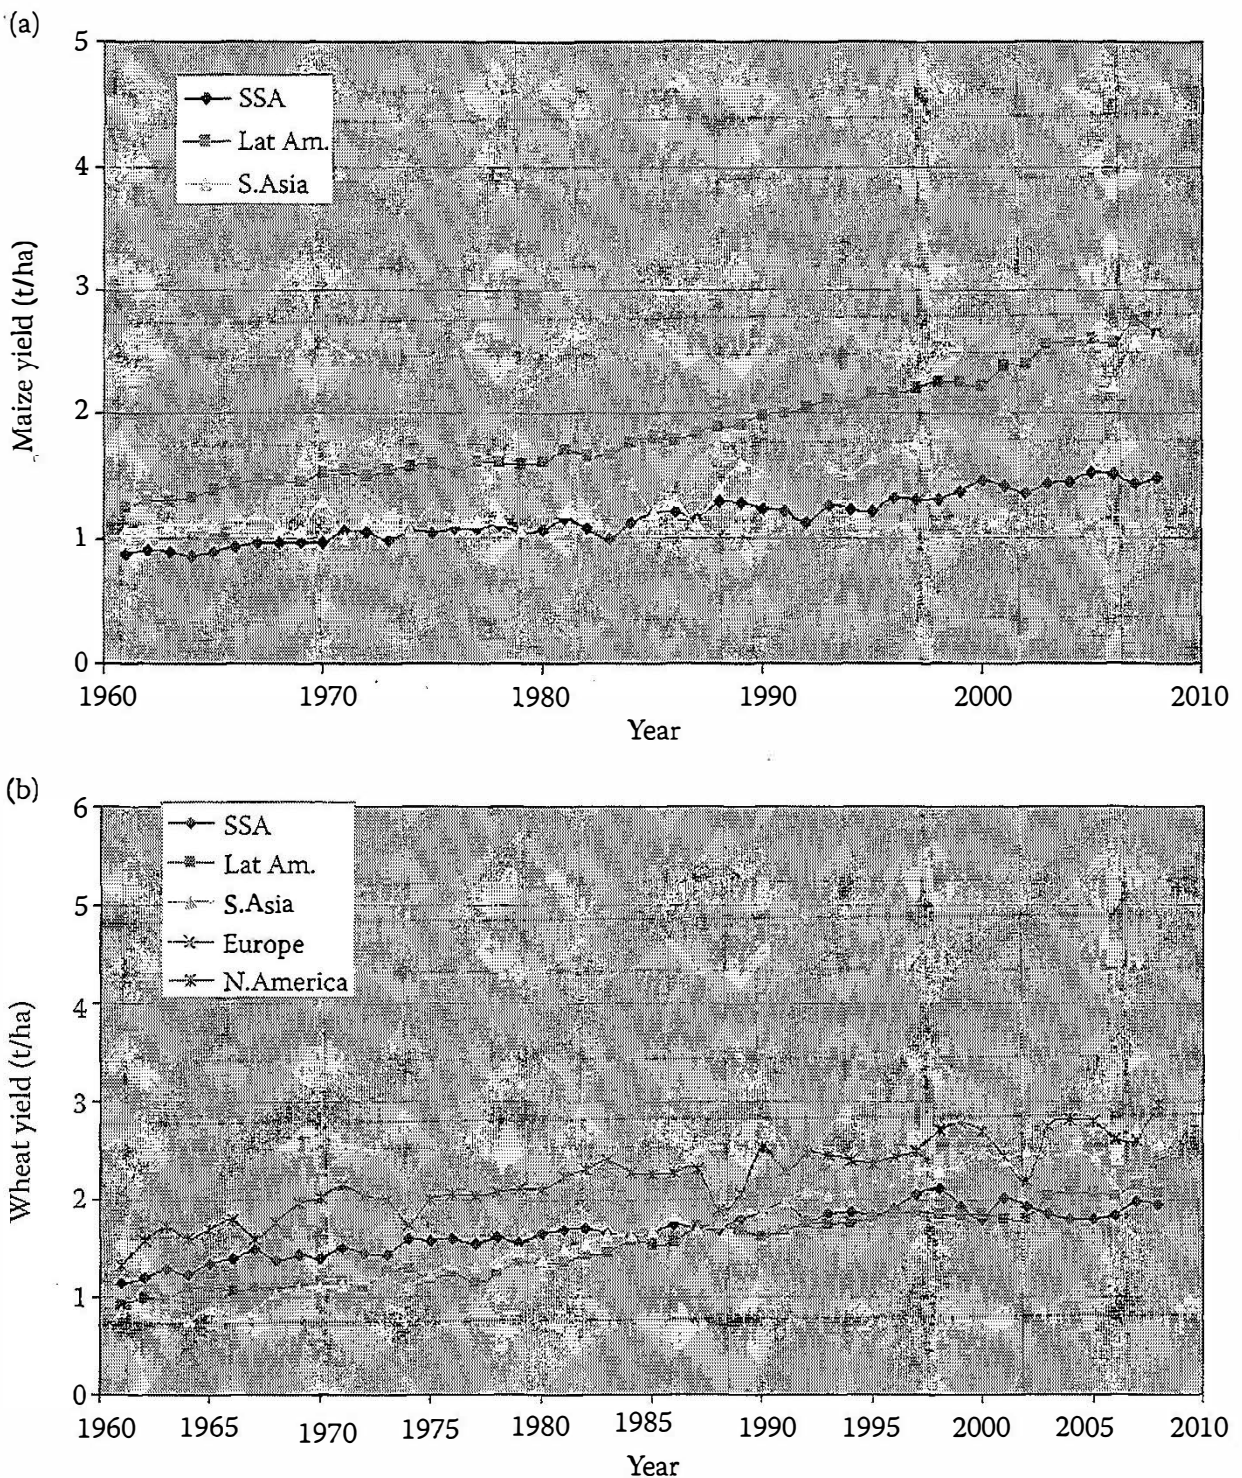 (a)
5
4
3
2
1
0
Maize yield (t/ha)
SSA
Lat Am.
S.Asia
1960 1970 1980 1990 2000 2010
Year
(b)
6
5
4
3
2
1
0
Wheat yield (t/ha)
SSA
Lat Am.
S.Asia
Europe
N.America
1960 1965 1970 1975 1980 1985 1990 1995 2000 2005 2010
Year